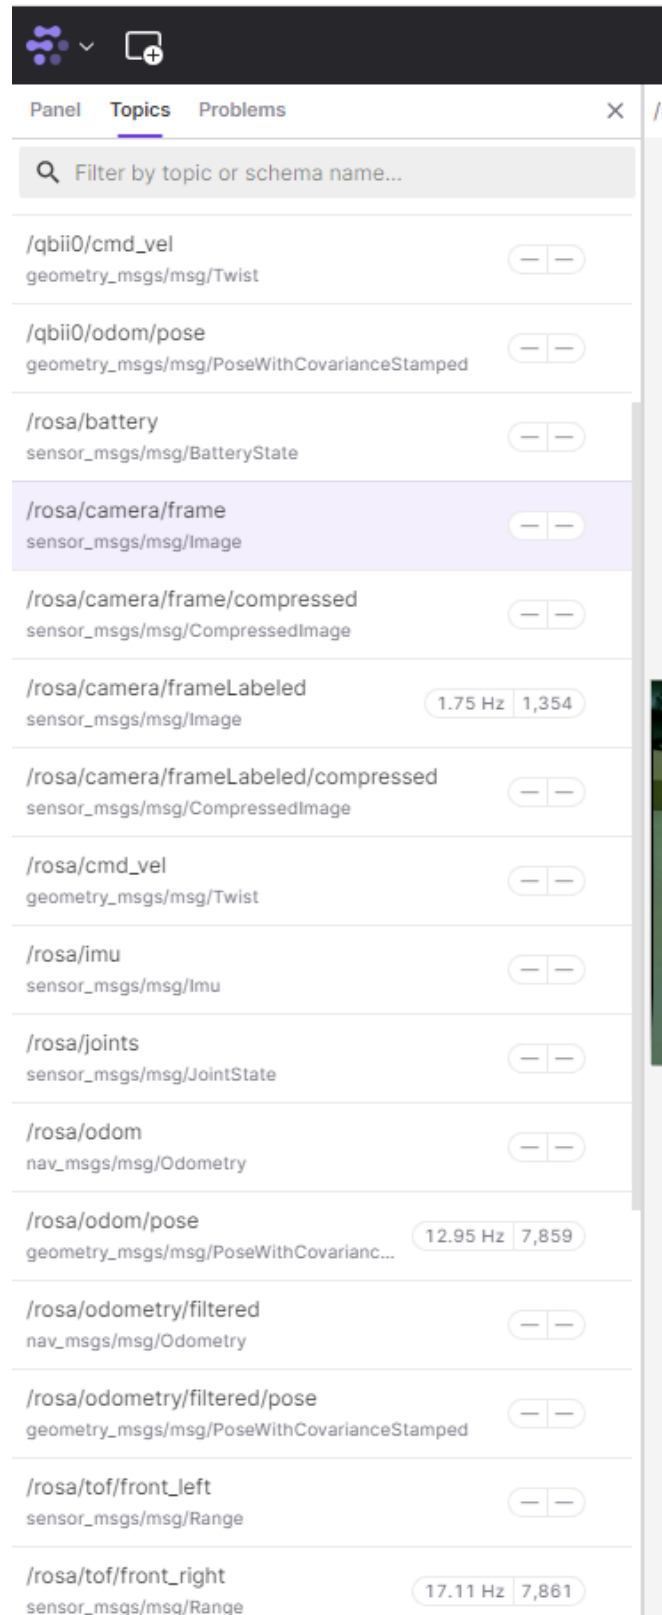 Panel Topics Problems
Filter by topic or schema name...
/qbii0/cmd_vel
geometry_msgs/msg/Twist
— —
/qbii0/odom/pose
geometry_msgs/msg/PoseWithCovarianceStamped
— —
/rosa/battery
sensor_msgs/msg/BatteryState
— —
/rosa/camera/frame
sensor_msgs/msg/Image
— —
/rosa/camera/frame/compressed
sensor_msgs/msg/CompressedImage
— —
/rosa/camera/frameLabeled
sensor_msgs/msg/Image
1.75 Hz 1,354
/rosa/camera/frameLabeled/compressed
sensor_msgs/msg/CompressedImage
— —
/rosa/cmd_vel
geometry_msgs/msg/Twist
— —
/rosa/imu
sensor_msgs/msg/Imu
— —
/rosa/joints
sensor_msgs/msg/JointState
— —
/rosa/odom
nav_msgs/msg/Odometry
— —
/rosa/odom/pose
geometry_msgs/msg/PoseWithCovarianc...
12.95 Hz 7,859
/rosa/odometry/filtered
nav_msgs/msg/Odometry
— —
/rosa/odometry/filtered/pose
geometry_msgs/msg/PoseWithCovarianceStamped
— —
/rosa/tof/front_left
sensor_msgs/msg/Range
— —
/rosa/tof/front_right
sensor_msgs/msg/Range
17.11 Hz 7,861